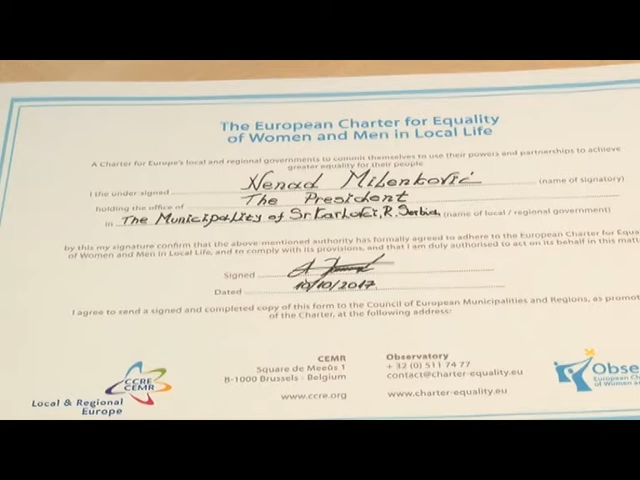 The European Charter for Equality
of Women and Men in Local Life
A Charter for Europe's local and regional governments to commit themselves to use their powers and partnerships to achieve
greater equality for their people
I the under signed Nenad Milenković (name of signatory)
holding the office of The President
in The Municipality of Sr. Karlovci, R. Serbia (name of local / regional government)
by this my signature confirm that the above-mentioned authority has formally agreed to adhere to the European Charter for Equa
of Women and Men in Local Life, and to comply with its provisions, and that I am duly authorised to act on its behalf in this matt
Signed
Dated 10/10/2017.
I agree to send a signed and completed copy of this form to the Council of European Municipalities and Regions, as promot
of the Charter, at the following address:
CCRE
CEMR
Local & Regional
Europe
CEMR
Square de Meeûs 1
B-1000 Brussels - Belgium
www.ccre.org
Observatory
+ 32 (0) 511 74 77
contact@charter-equality.eu
www.charter-equality.eu
Obse
European Cha
of Women and